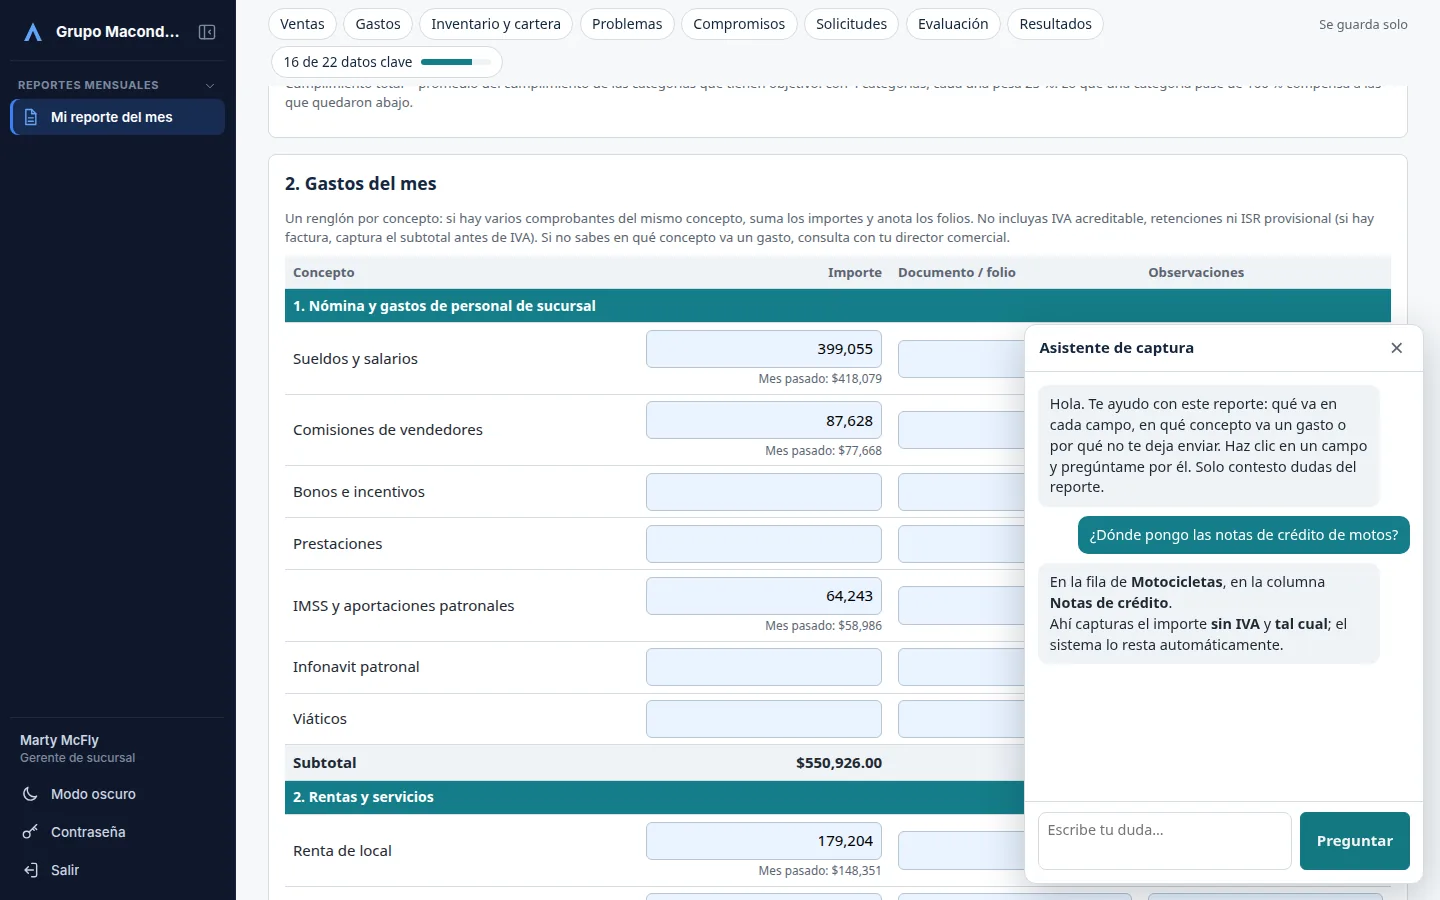 Grupo Macond...
REPORTES MENSUALES
Mi reporte del mes
Marty McFly
Gerente de sucursal
Modo oscuro
Contraseña
Salir
Ventas
Gastos
Inventario y cartera
Problemas
Compromisos
Solicitudes
Evaluación
Resultados
Se guarda solo
16 de 22 datos clave
que quedaron abajo.
2. Gastos del mes
Un renglón por concepto: si hay varios comprobantes del mismo concepto, suma los importes y anota los folios. No incluyas IVA acreditable, retenciones ni ISR provisional (si hay
factura, captura el subtotal antes de IVA). Si no sabes en qué concepto va un gasto, consulta con tu director comercial.
Concepto Importe Documento / folio Observaciones
1. Nómina y gastos de personal de sucursal
Sueldos y salarios 399,055
Mes pasado: $418,079
Comisiones de vendedores 87,628
Mes pasado: $77,668
Bonos e incentivos
Prestaciones
IMSS y aportaciones patronales 64,243
Mes pasado: $58,986
Infonavit patronal
Viáticos
Subtotal $550,926.00
2. Rentas y servicios
Renta de local 179,204
Mes pasado: $148,351
Asistente de captura
Hola. Te ayudo con este reporte: qué va en
cada campo, en qué concepto va un gasto o
por qué no te deja enviar. Haz clic en un campo
y pregúntame por él. Solo contesto dudas del
reporte.
¿Dónde pongo las notas de crédito de motos?
En la fila de Motocicletas, en la columna
Notas de crédito.
Ahí capturas el importe sin IVA y tal cual; el
sistema lo resta automáticamente.
Escribe tu duda...
Preguntar